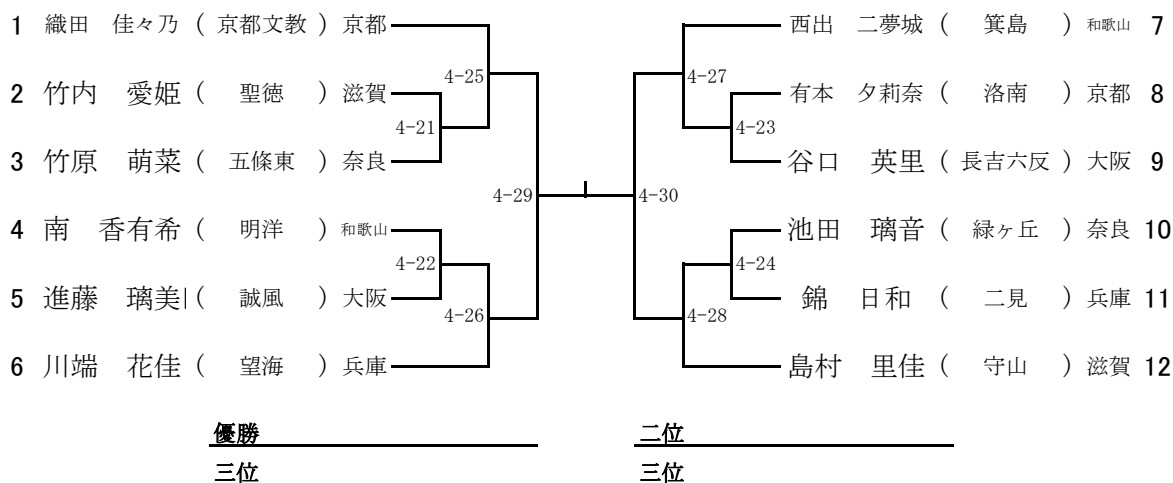 1 織田 佳々乃 ( 京都文教 ) 京都
西出 二夢城 ( 箕島 ) 和歌山 7
4-25
4-27
2 竹内 愛姫 ( 聖徳 ) 滋賀
有本 夕莉奈 ( 洛南 ) 京都 8
4-21
4-23
3 竹原 萌菜 ( 五條東 ) 奈良
谷口 英里 ( 長吉六反 ) 大阪 9
4-29
4-30
4 南 香有希 ( 明洋 ) 和歌山
池田 璃音 ( 緑ヶ丘 ) 奈良 10
4-22
4-24
5 進藤 璃美 ( 誠風 ) 大阪
錦 日和 ( 二見 ) 兵庫 11
4-26
4-28
6 川端 花佳 ( 望海 ) 兵庫
島村 里佳 ( 守山 ) 滋賀 12
優勝
二位
三位
三位